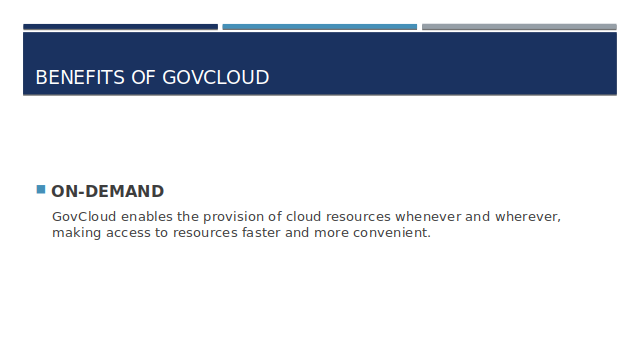 BENEFITS OF GOVCLOUD
ON-DEMAND
GovCloud enables the provision of cloud resources whenever and wherever,
making access to resources faster and more convenient.